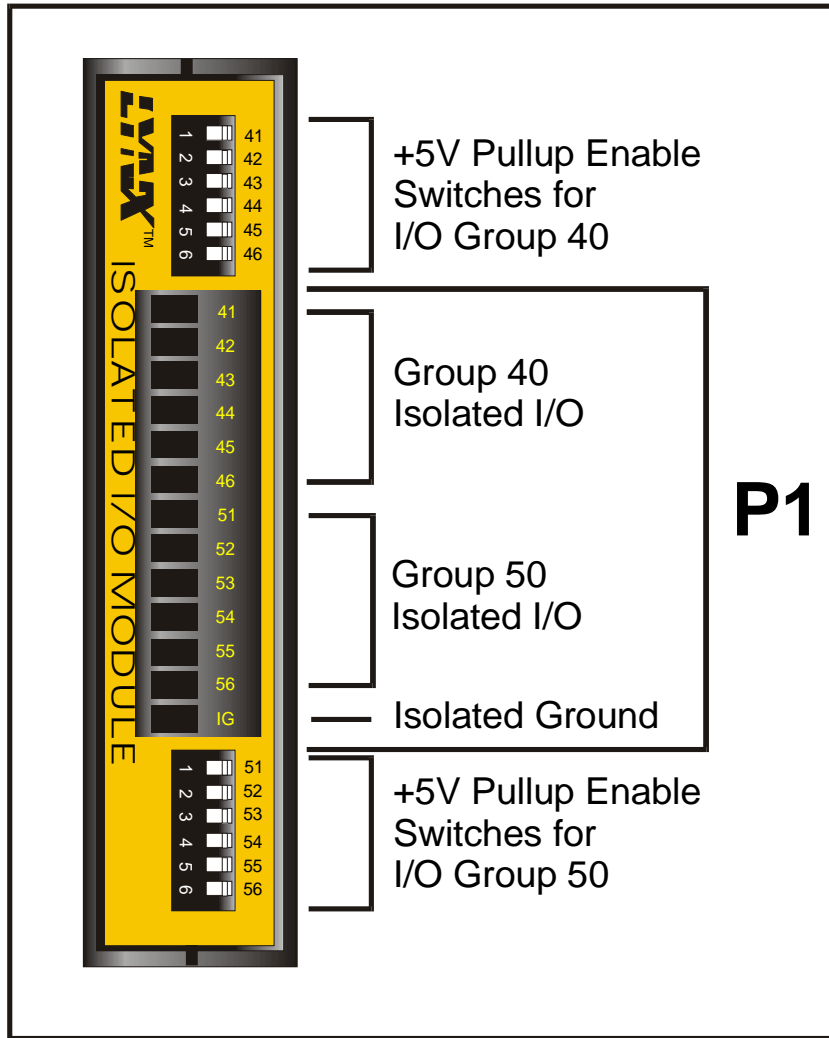 LYNX™
ISOLATED I/O MODULE
1 41
2 42
3 43
4 44
5 45
6 46
+5V Pullup Enable
Switches for
I/O Group 40
41
42
43
44
45
46
Group 40
Isolated I/O
51
52
53
54
55
56
Group 50
Isolated I/O
IG
Isolated Ground
P1
1 51
2 52
3 53
4 54
5 55
6 56
+5V Pullup Enable
Switches for
I/O Group 50